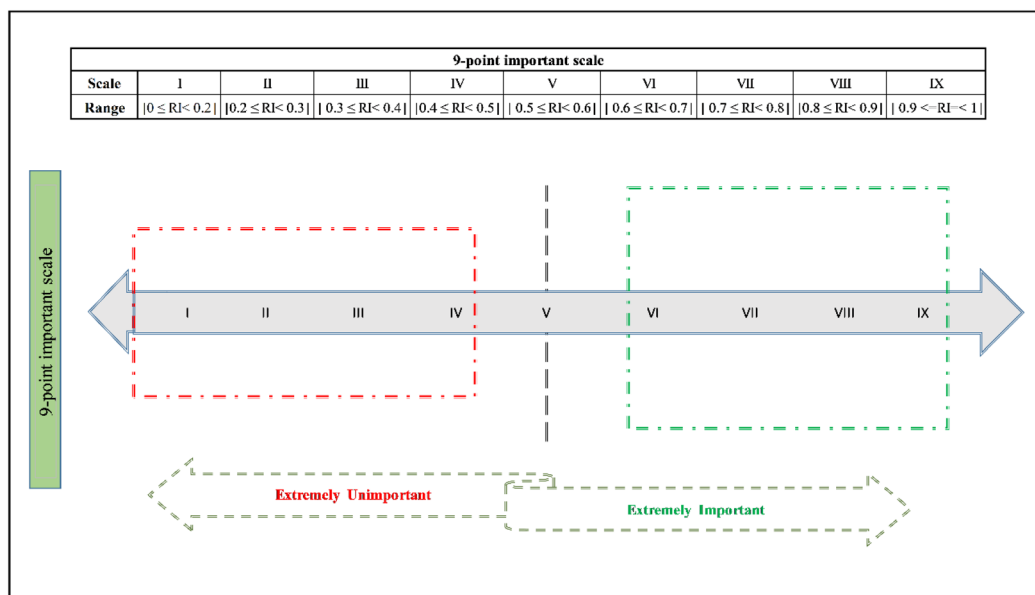 9-point important scale
Scale I II III IV V VI VII VIII IX
Range |0 ≤ RI< 0.2| |0.2 ≤ RI< 0.3| | 0.3 ≤ RI< 0.4| |0.4 ≤ RI< 0.5| | 0.5 ≤ RI< 0.6| | 0.6 ≤ RI< 0.7| | 0.7 ≤ RI< 0.8| |0.8 ≤ RI< 0.9| | 0.9 <=RI=< 1|
9-point important scale
I II III IV V VI VII VIII IX
Extremely Unimportant
Extremely Important